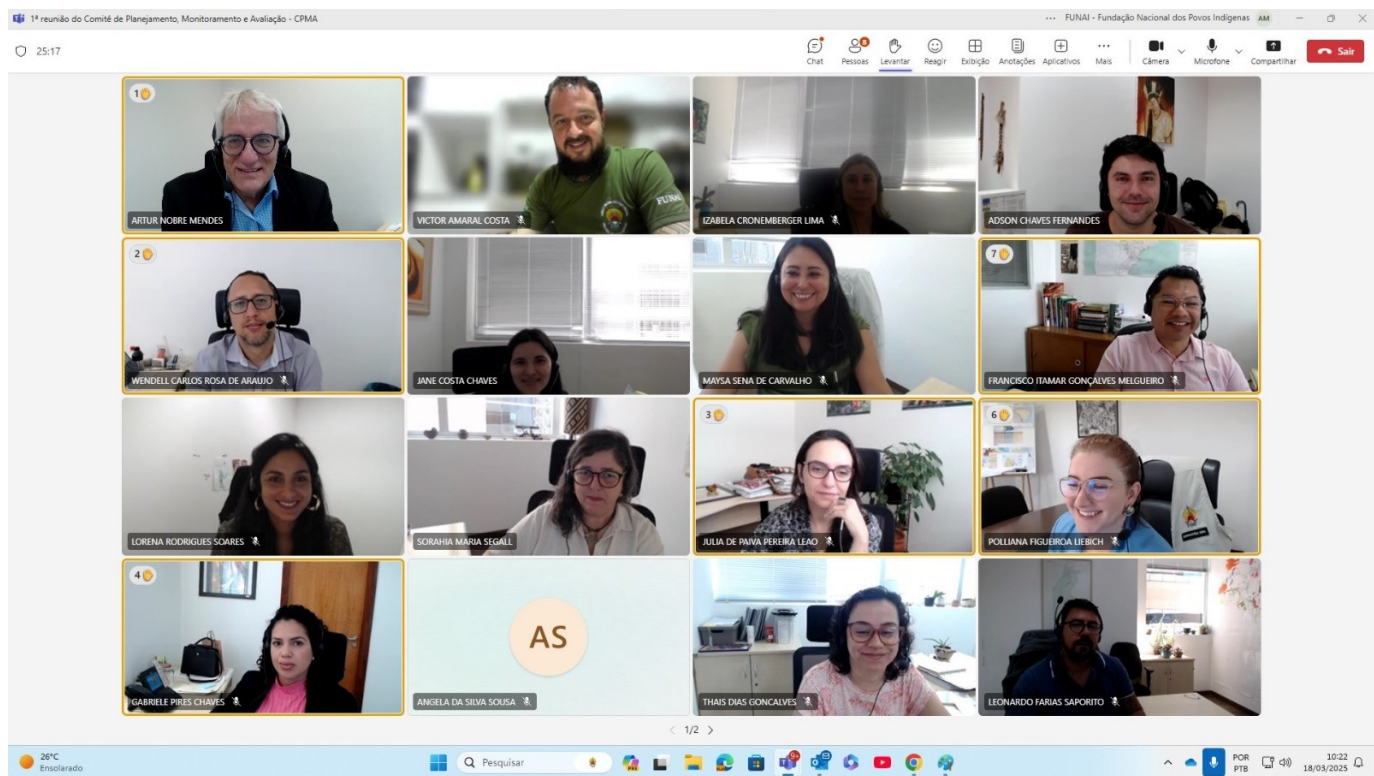 1ª reunião do Comitê de Planejamento, Monitoramento e Avaliação - CPMA
··· FUNAI - Fundação Nacional dos Povos Indígenas AM
25:17
Chat Pessoas 8 Levantar Reagir Exibição Anotações Aplicativos Mais Câmera Microfone Compartilhar Sair
1
ARTUR NOBRE MENDES
FUNAI
VICTOR AMARAL COSTA
IZABELA CRONEMBERGER LIMA
ADSON CHAVES FERNANDES
2
WENDELL CARLOS ROSA DE ARAUJO
JANE COSTA CHAVES
MAYSA SENA DE CARVALHO
7
FRANCISCO ITAMAR GONÇALVES MELGUEIRO
LORENA RODRIGUES SOARES
SORAHIA MARIA SEGALL
3
JULIA DE PAIVA PEREIRA LEAO
6
POLLIANA FIGUEIROA LIEBICH
4
GABRIELE PIRES CHAVES
AS
ANGELA DA SILVA SOUSA
THAIS DIAS GONCALVES
LEONARDO FARIAS SAPORITO
1/2
26°C
Ensolarado
Pesquisar
POR
PTB
10:22
18/03/2025